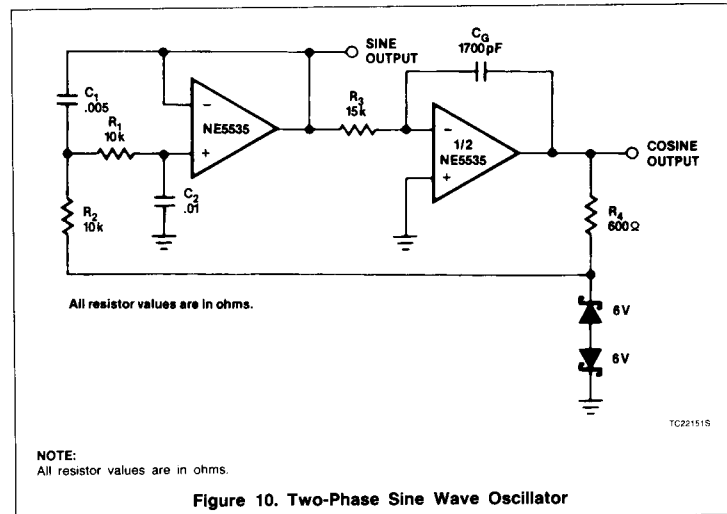 SINE
OUTPUT
C1
.005
R1
10k
NE5535
−
+
C2
.01
R2
10k
R3
15k
CG
1700pF
−
1/2
NE5535
+
COSINE
OUTPUT
R4
600Ω
6V
6V
All resistor values are in ohms.
TC22151S
NOTE:
All resistor values are in ohms.
Figure 10. Two-Phase Sine Wave Oscillator